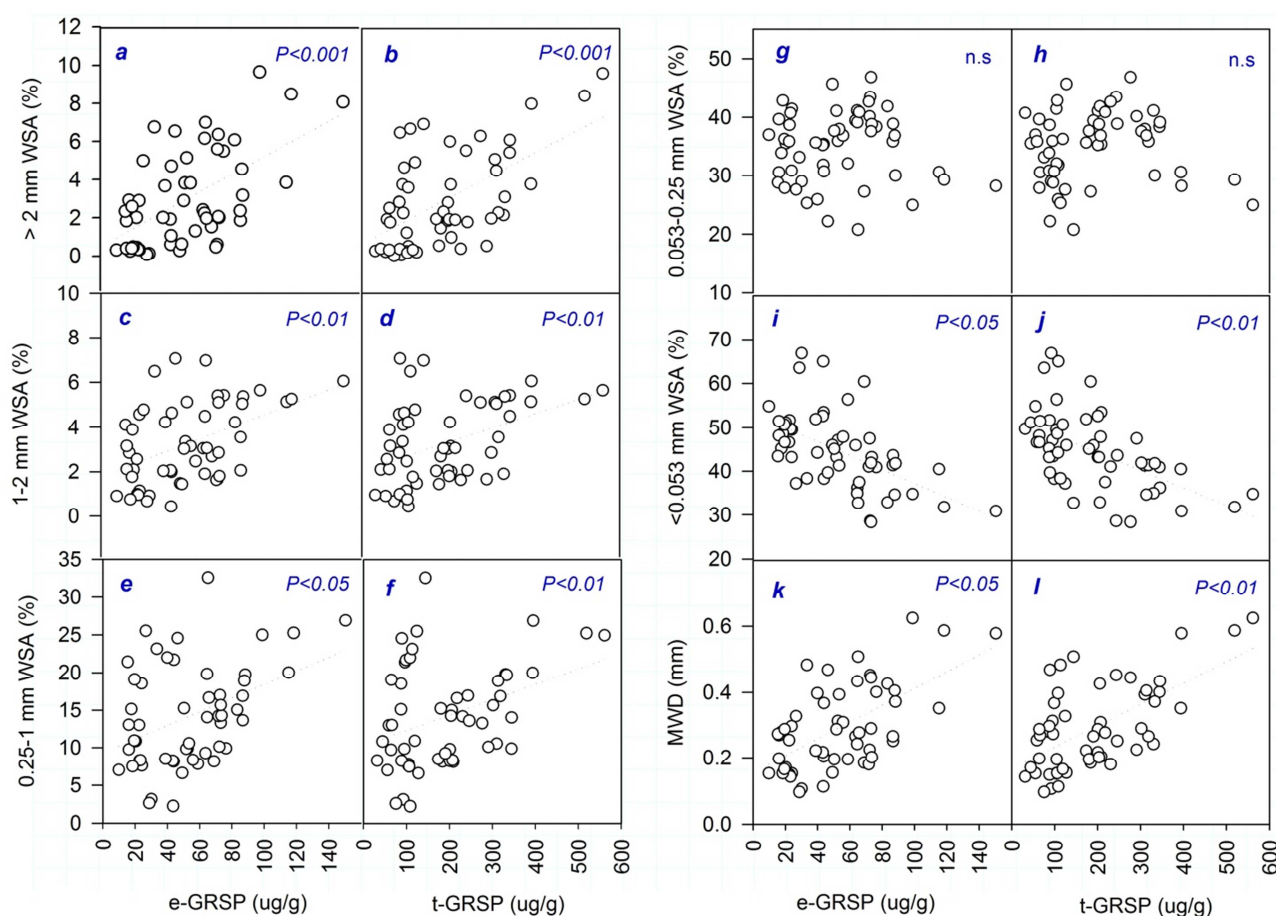 a
P<0.001
b
P<0.001
> 2 mm WSA (%)
12
10
8
6
4
2
0
c
P<0.01
d
P<0.01
1-2 mm WSA (%)
10
8
6
4
2
0
e
P<0.05
f
P<0.01
0.25-1 mm WSA (%)
35
30
25
20
15
10
5
0
0
20
40
60
80
100
120
140
0
100
200
300
400
500
600
e-GRSP (ug/g)
t-GRSP (ug/g)
g
n.s
h
n.s
0.053-0.25 mm WSA (%)
50
40
30
20
10
i
P<0.05
j
P<0.01
<0.053 mm WSA (%)
70
60
50
40
30
20
k
P<0.05
l
P<0.01
MWD (mm)
0.6
0.4
0.2
0.0
0
20
40
60
80
100
120
140
0
100
200
300
400
500
600
e-GRSP (ug/g)
t-GRSP (ug/g)